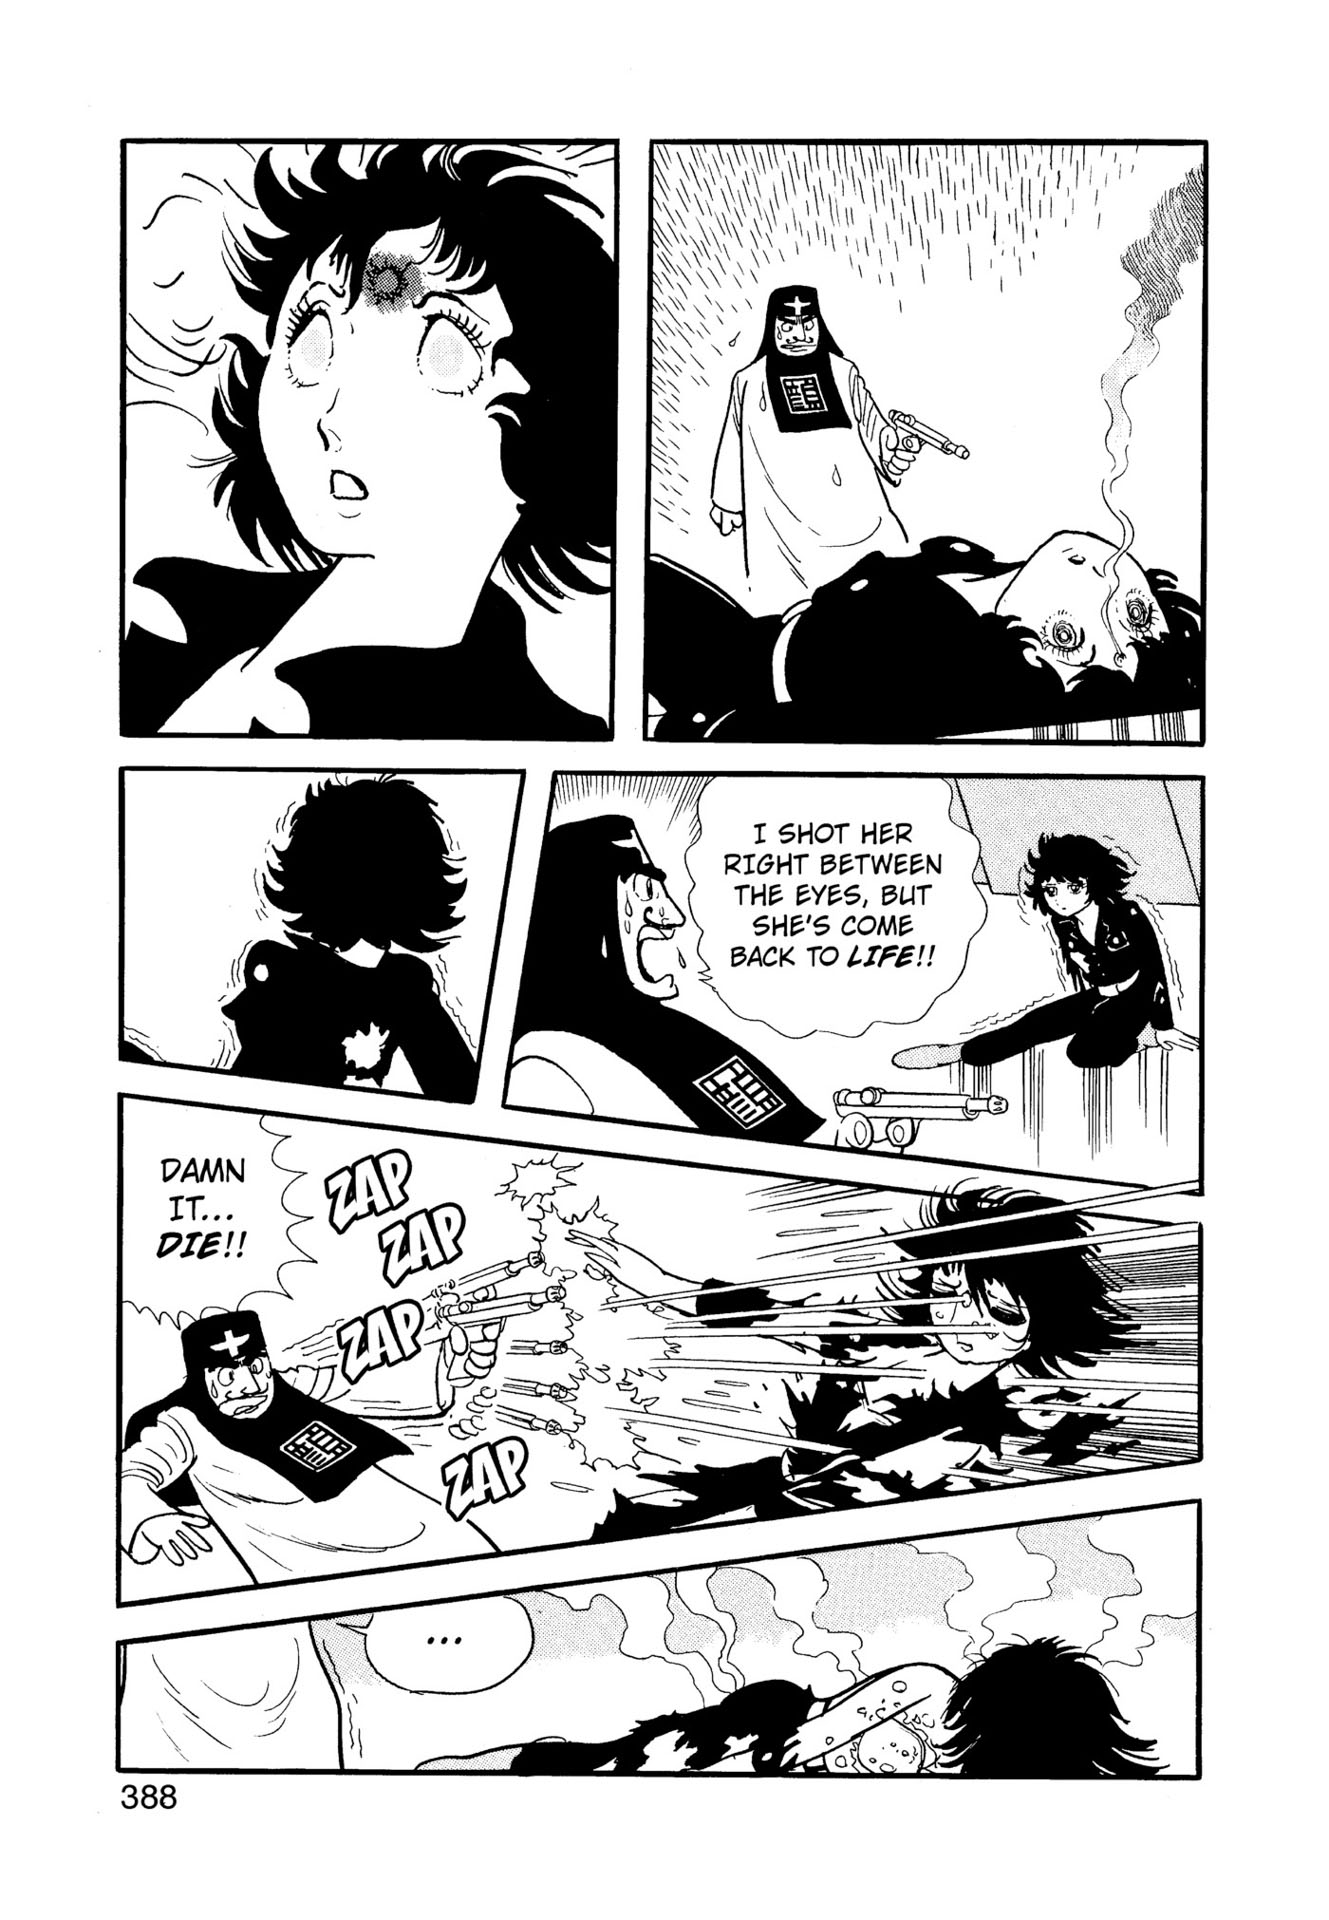 I SHOT HER
RIGHT BETWEEN
THE EYES, BUT
SHE'S COME
BACK TO LIFE!!
DAMN
IT...
DIE!!
ZAP
ZAP
ZAP
ZAP
...
388